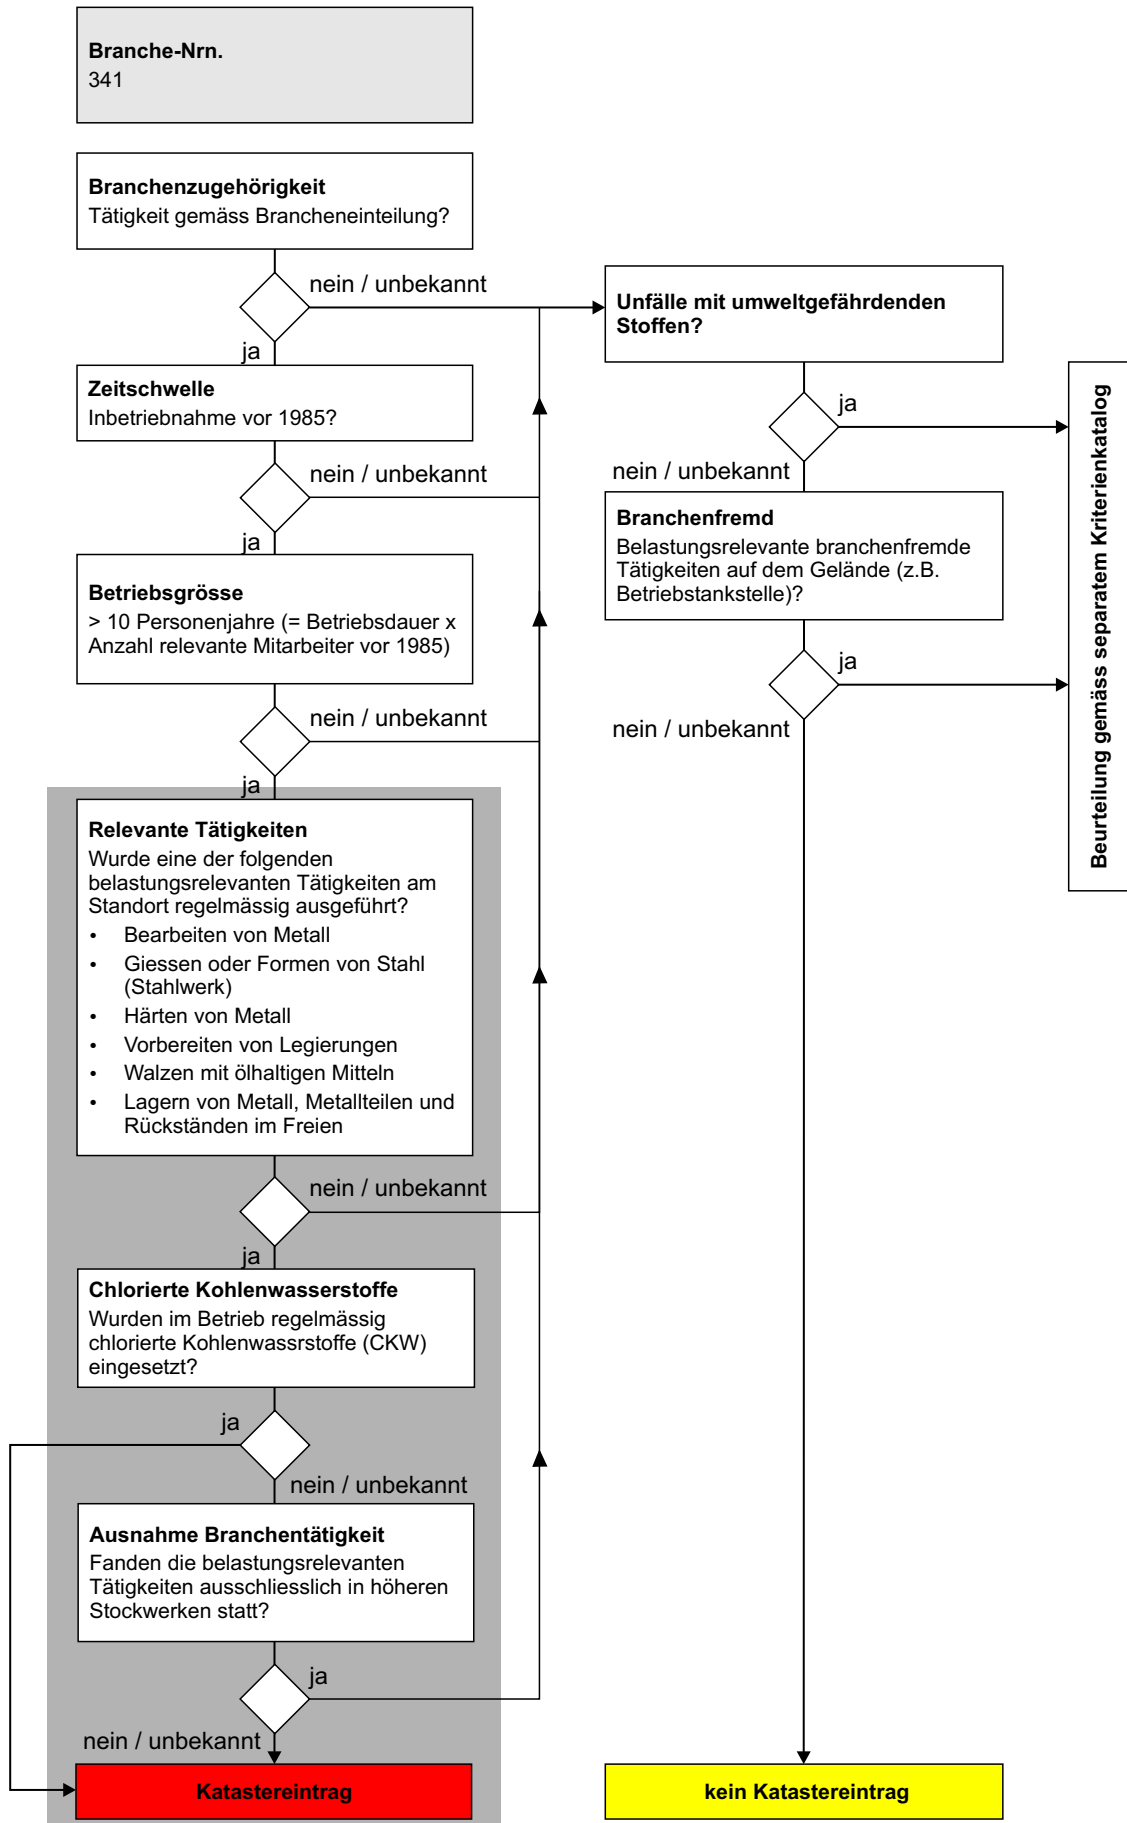 Branche-Nrn.
341
Branchenzugehörigkeit
Tätigkeit gemäss Brancheneinteilung?
nein / unbekannt
ja
Zeitschwelle
Inbetriebnahme vor 1985?
nein / unbekannt
ja
Betriebsgrösse
> 10 Personenjahre (= Betriebsdauer x
Anzahl relevante Mitarbeiter vor 1985)
nein / unbekannt
ja
Relevante Tätigkeiten
Wurde eine der folgenden
belastungsrelevanten Tätigkeiten am
Standort regelmässig ausgeführt?
• Bearbeiten von Metall
• Giessen oder Formen von Stahl
(Stahlwerk)
• Härten von Metall
• Vorbereiten von Legierungen
• Walzen mit ölhaltigen Mitteln
• Lagern von Metall, Metallteilen und
Rückständen im Freien
nein / unbekannt
ja
Chlorierte Kohlenwasserstoffe
Wurden im Betrieb regelmässig
chlorierte Kohlenwassrstoffe (CKW)
eingesetzt?
ja
nein / unbekannt
Ausnahme Branchentätigkeit
Fanden die belastungsrelevanten
Tätigkeiten ausschliesslich in höheren
Stockwerken statt?
ja
nein / unbekannt
Katastereintrag
Unfälle mit umweltgefährdenden
Stoffen?
ja
nein / unbekannt
Branchenfremd
Belastungsrelevante branchenfremde
Tätigkeiten auf dem Gelände (z.B.
Betriebstankstelle)?
ja
nein / unbekannt
kein Katastereintrag
Beurteilung gemäss separatem Kriterienkatalog